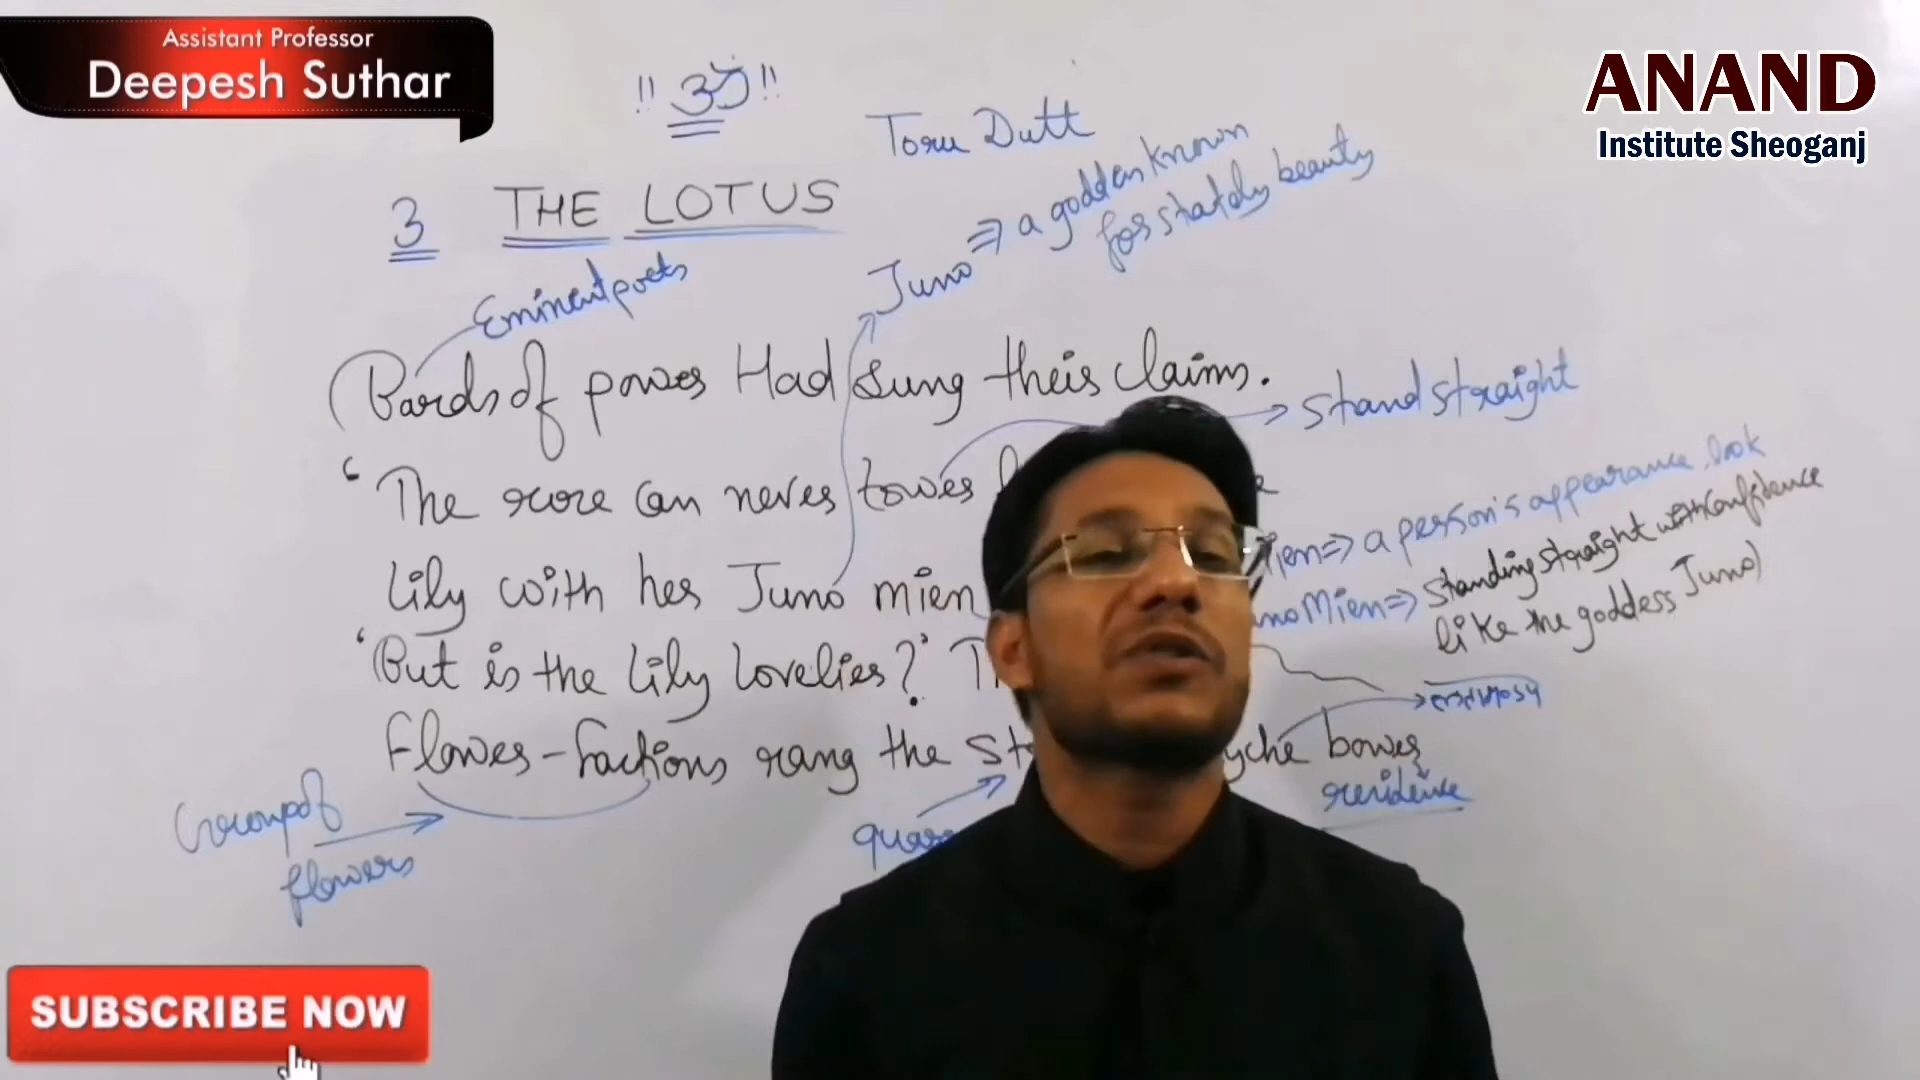 Assistant Professor
Deepesh Suthar
ANAND
Institute Sheoganj
!! ॐ !!
Toru Dutt
3 THE LOTUS
Juno => a goddess known
for stately beauty
Eminent poets
Bards of power Had Sung their claims.
stand straight
"The rose can never tower
mien => a person's appearance look
Lily with her Juno mien
Juno Mien => standing straight with confidence
like the goddess Juno)
'But is the Lily Lovelier?'
Flower-factions rang the yche bower
residence
Group of
flowers
SUBSCRIBE NOW